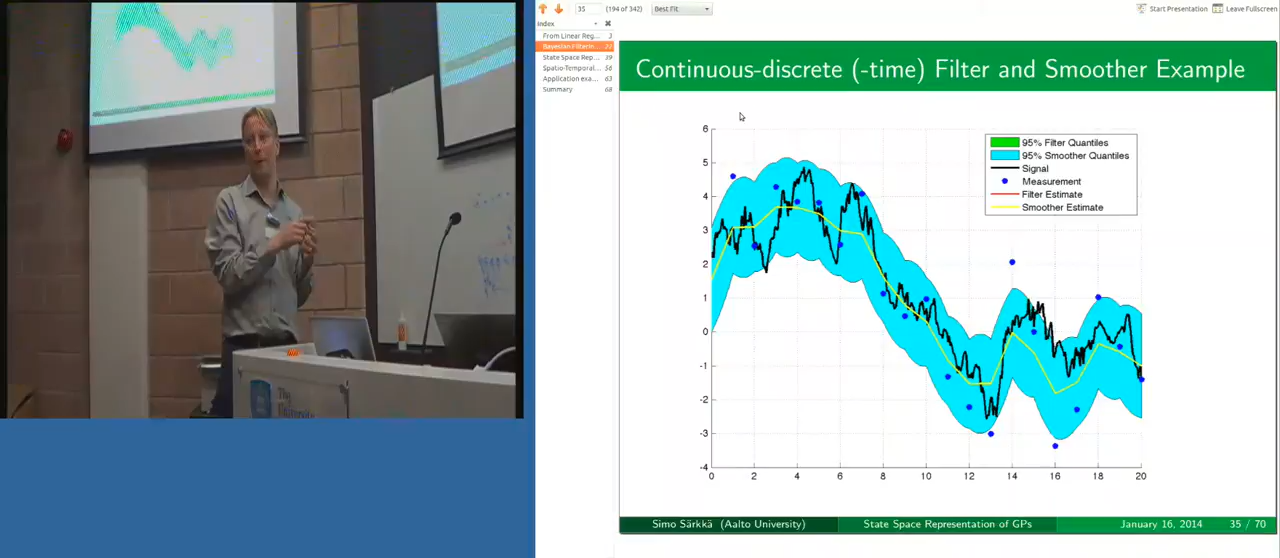 35
(194 of 342)
Best Fit
Start Presentation
Leave Fullscreen
Index
From Linear Reg... 3
Bayesian Filterin... 21
State Space Rep... 39
Spatio-Temporal... 56
Application exa... 63
Summary 68
Continuous-discrete (-time) Filter and Smoother Example
6
5
4
3
2
1
0
-1
-2
-3
-4
0 2 4 6 8 10 12 14 16 18 20
95% Filter Quantiles
95% Smoother Quantiles
Signal
Measurement
Filter Estimate
Smoother Estimate
The
University
Simo Särkkä (Aalto University)
State Space Representation of GPs
January 16, 2014
35 / 70